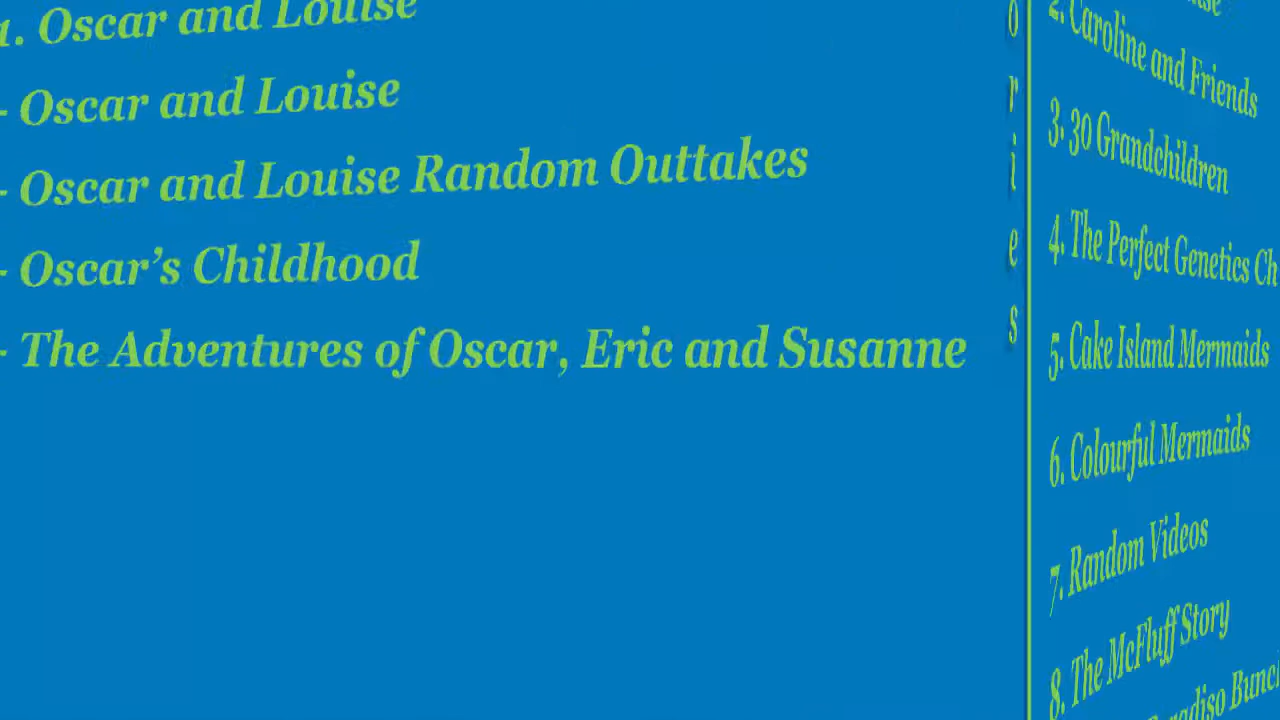 1. Oscar and Louise
- Oscar and Louise
- Oscar and Louise Random Outtakes
- Oscar's Childhood
- The Adventures of Oscar, Eric and Susanne
o
r
i
e
s
2. Caroline and Friends
3. 30 Grandchildren
4. The Perfect Genetics Ch
5. Cake Island Mermaids
6. Colourful Mermaids
7. Random Videos
8. The McFluff Story